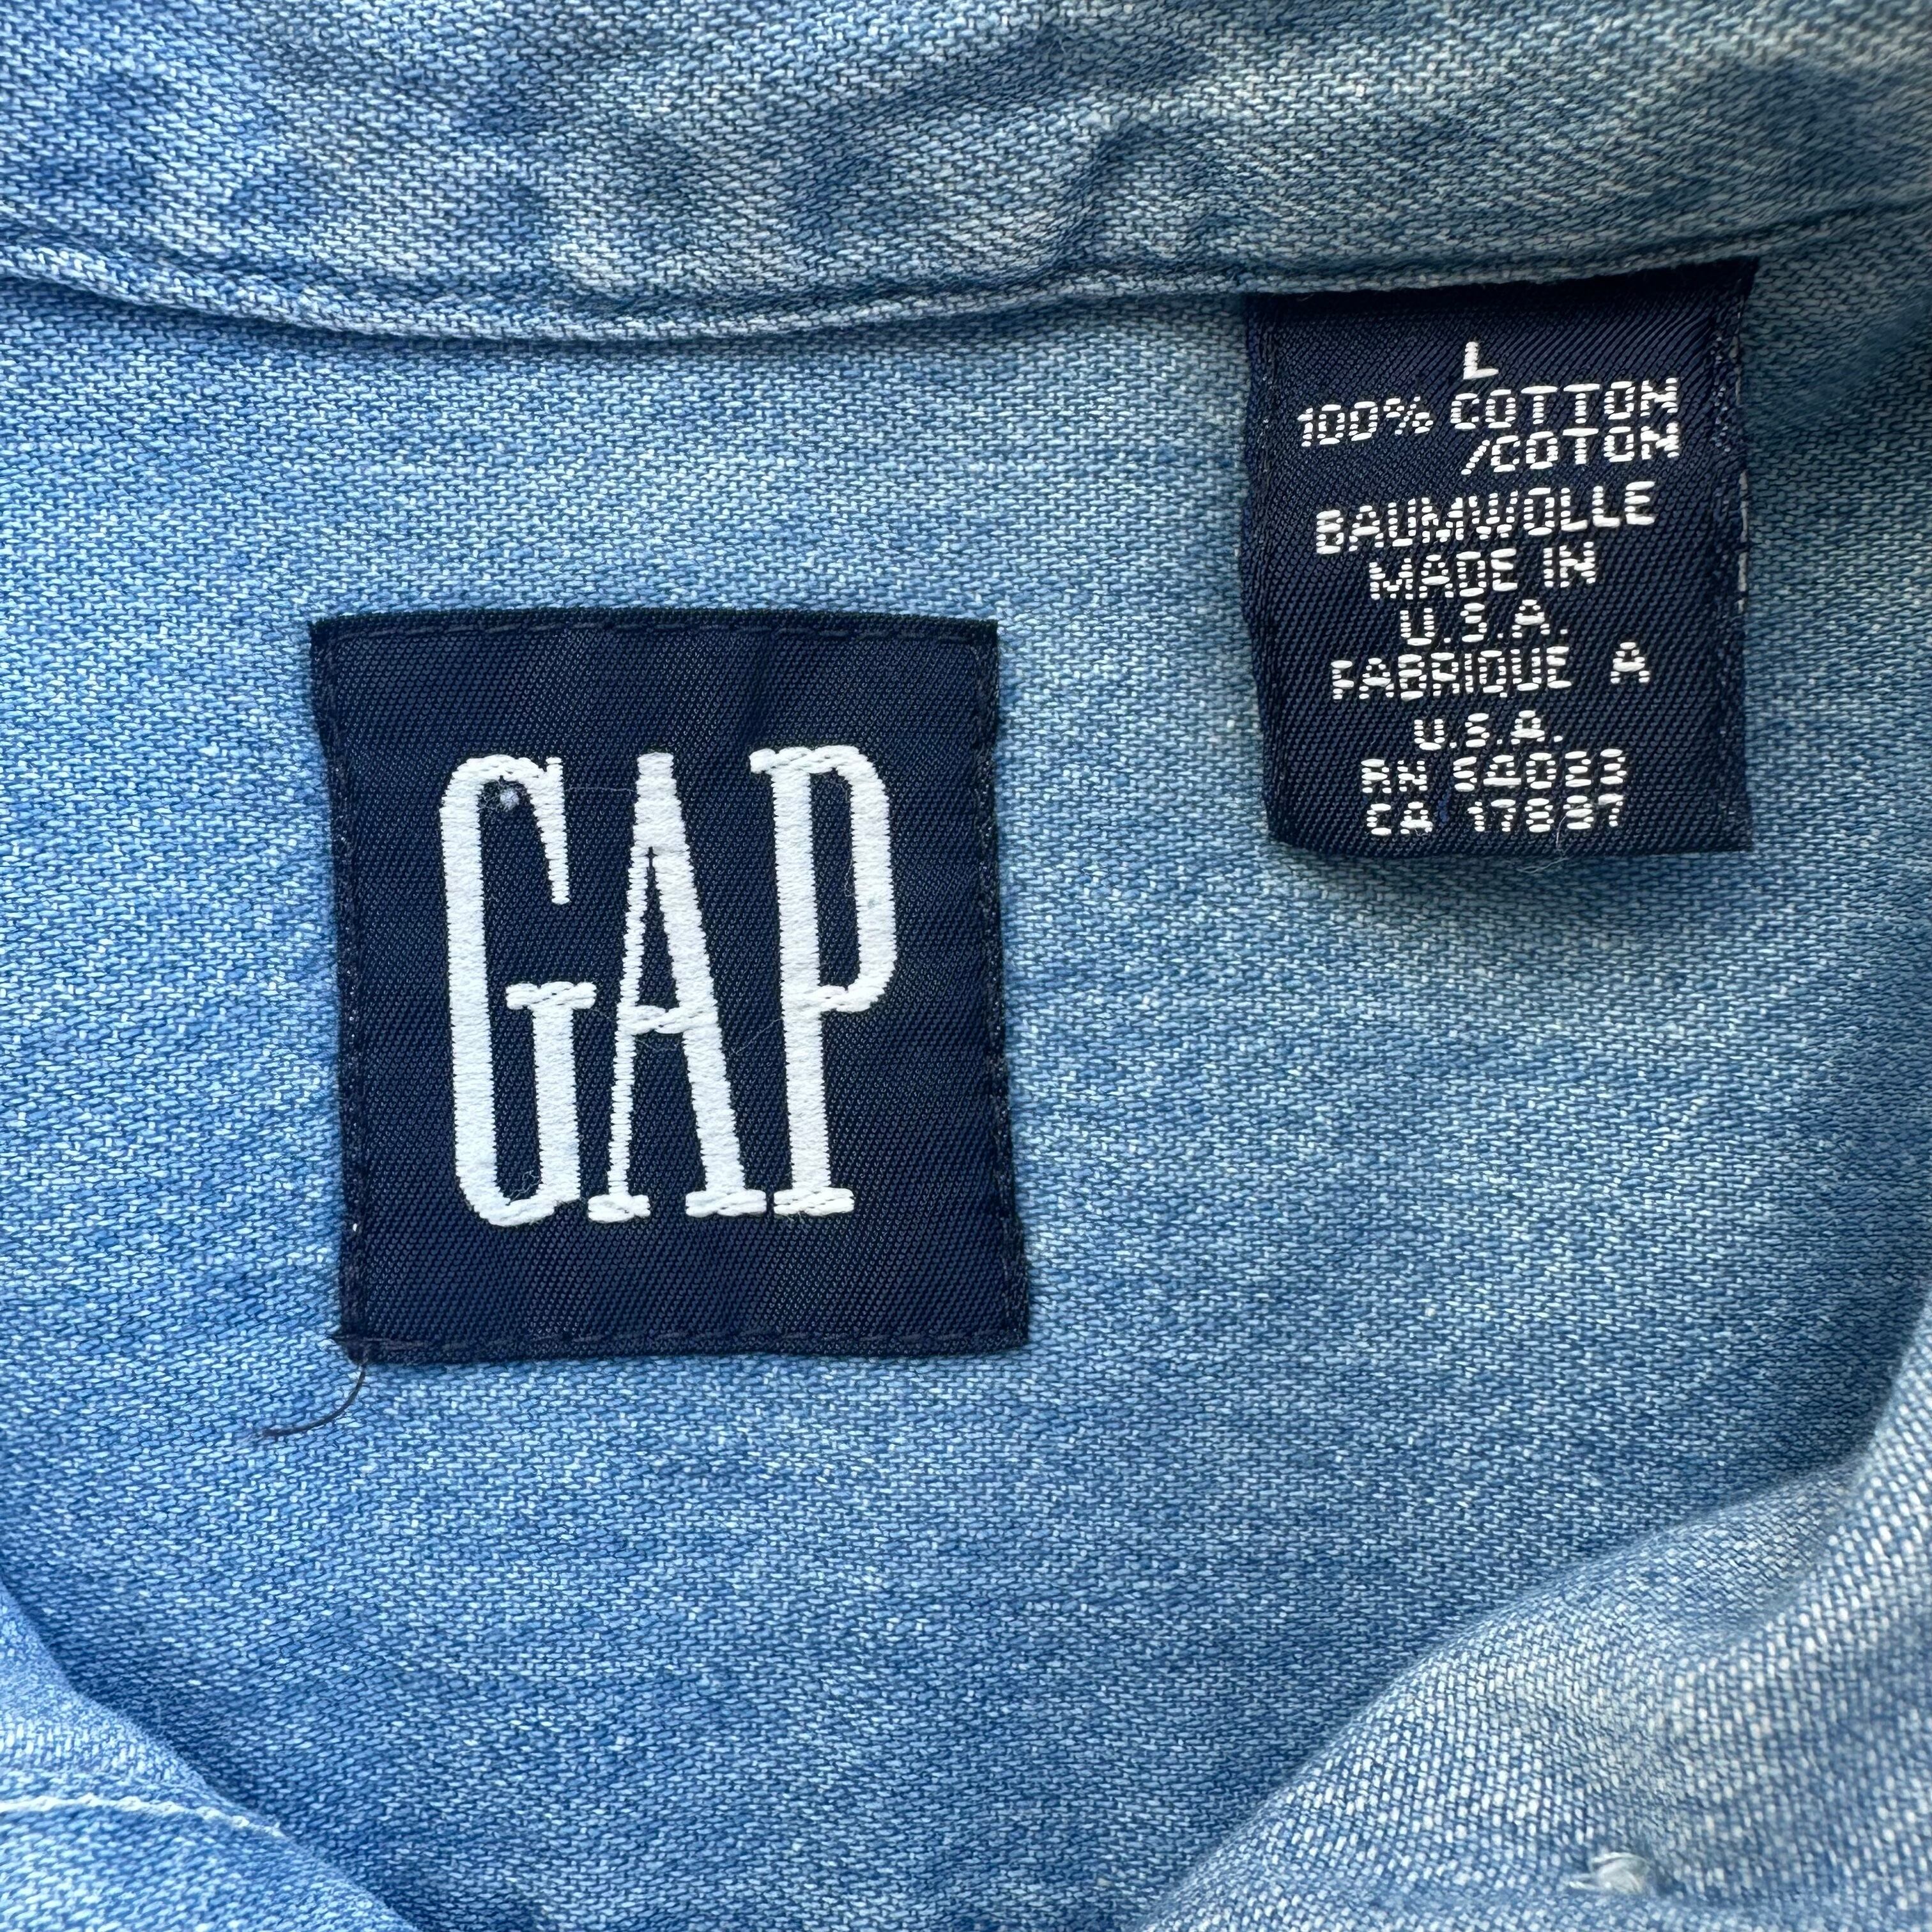 GAP
L
100% COTTON
/COTON
BAUMWOLLE
MADE IN
U.S.A.
FABRIQUE A
U.S.A.
RN 54023
CA 17897